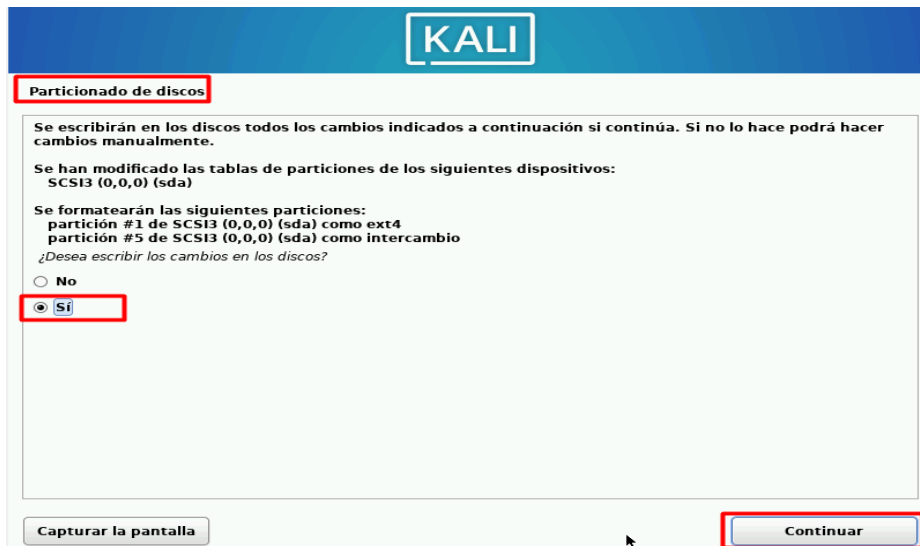 KALI
Particionado de discos
Se escribirán en los discos todos los cambios indicados a continuación si continúa. Si no lo hace podrá hacer
cambios manualmente.
Se han modificado las tablas de particiones de los siguientes dispositivos:
SCSI3 (0,0,0) (sda)
Se formatearán las siguientes particiones:
partición #1 de SCSI3 (0,0,0) (sda) como ext4
partición #5 de SCSI3 (0,0,0) (sda) como intercambio
¿Desea escribir los cambios en los discos?
No
Sí
Capturar la pantalla
Continuar